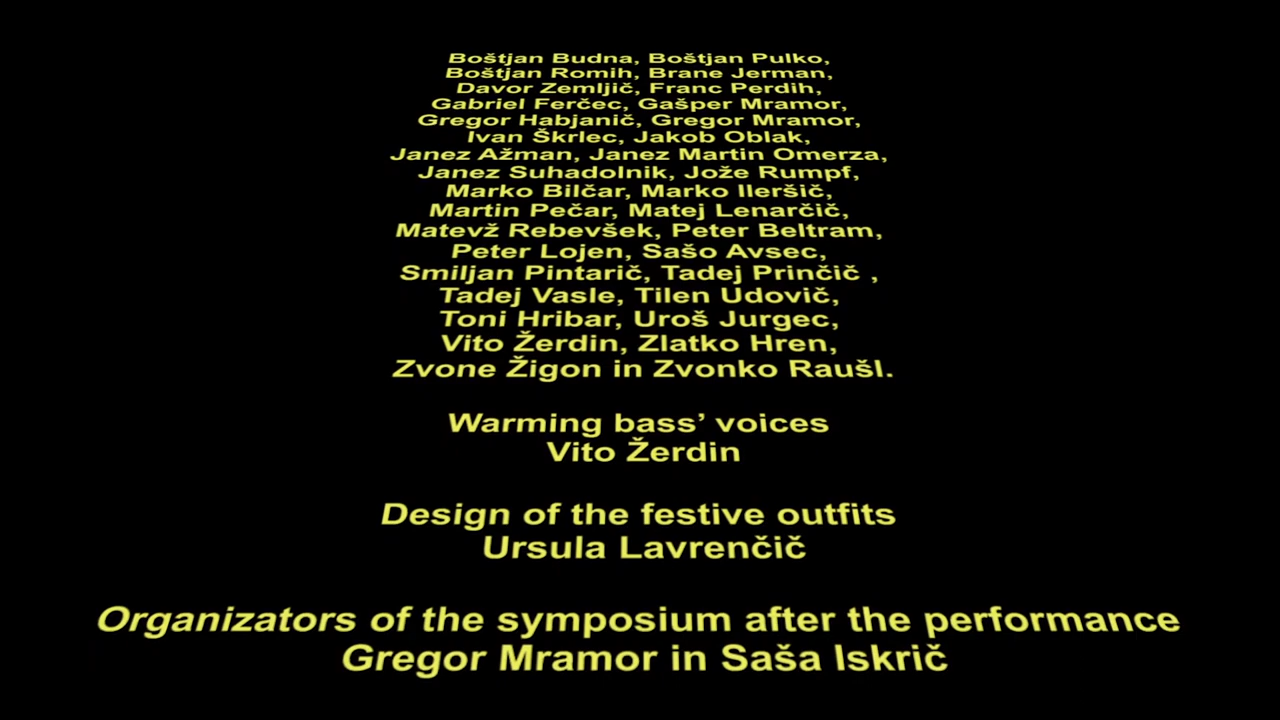 Boštjan Budna, Boštjan Pulko,
Boštjan Romih, Brane Jerman,
Davor Zemljič, Franc Perdih,
Gabriel Ferčec, Gašper Mramor,
Gregor Habjanič, Gregor Mramor,
Ivan Škrlec, Jakob Oblak,
Janez Ažman, Janez Martin Omerza,
Janez Suhadolnik, Jože Rumpf,
Marko Bilčar, Marko Ileršič,
Martin Pečar, Matej Lenarčič,
Matevž Rebevšek, Peter Beltram,
Peter Lojen, Sašo Avsec,
Smiljan Pintarič, Tadej Prinčič ,
Tadej Vasle, Tilen Udovič,
Toni Hribar, Uroš Jurgec,
Vito Žerdin, Zlatko Hren,
Zvone Žigon in Zvonko Raušl.
Warming bass’ voices
Vito Žerdin
Design of the festive outfits
Ursula Lavrenčič
Organizators of the symposium after the performance
Gregor Mramor in Saša Iskrič